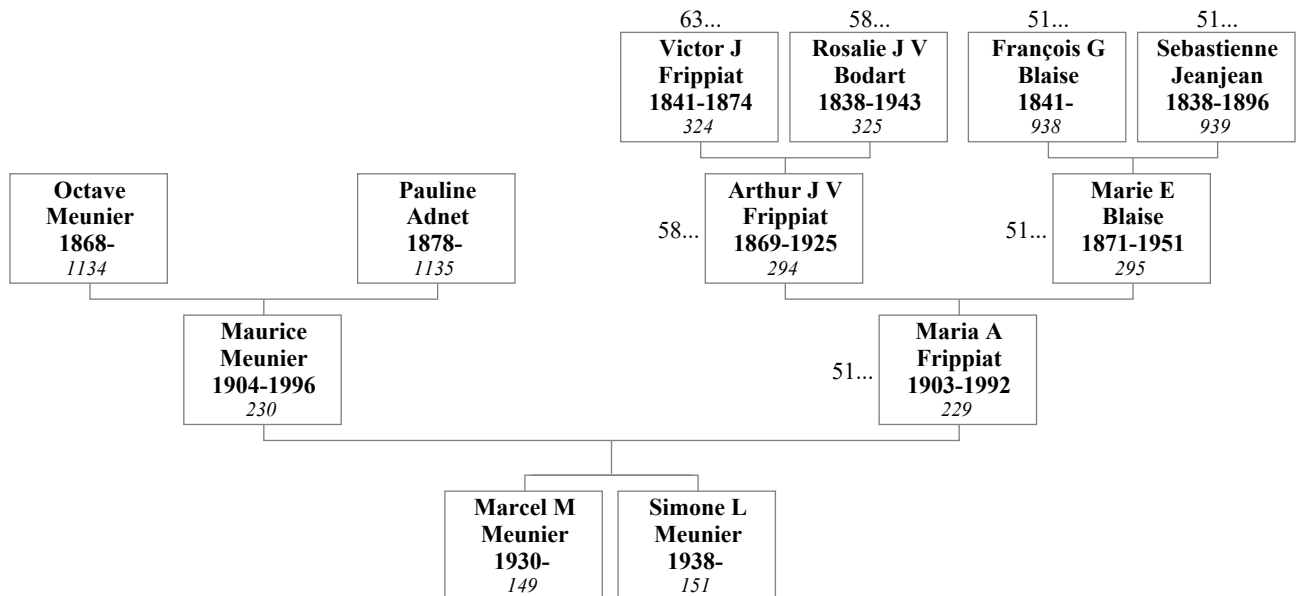 63...
58...
51...
51...
Victor J
Frippiat
1841-1874
324
Rosalie J V
Bodart
1838-1943
325
François G
Blaise
1841-
938
Sebastienne
Jeanjean
1838-1896
939
Octave
Meunier
1868-
1134
Pauline
Adnet
1878-
1135
58...
Arthur J V
Frippiat
1869-1925
294
51...
Marie E
Blaise
1871-1951
295
Maurice
Meunier
1904-1996
230
51...
Maria A
Frippiat
1903-1992
229
Marcel M
Meunier
1930-
149
Simone L
Meunier
1938-
151